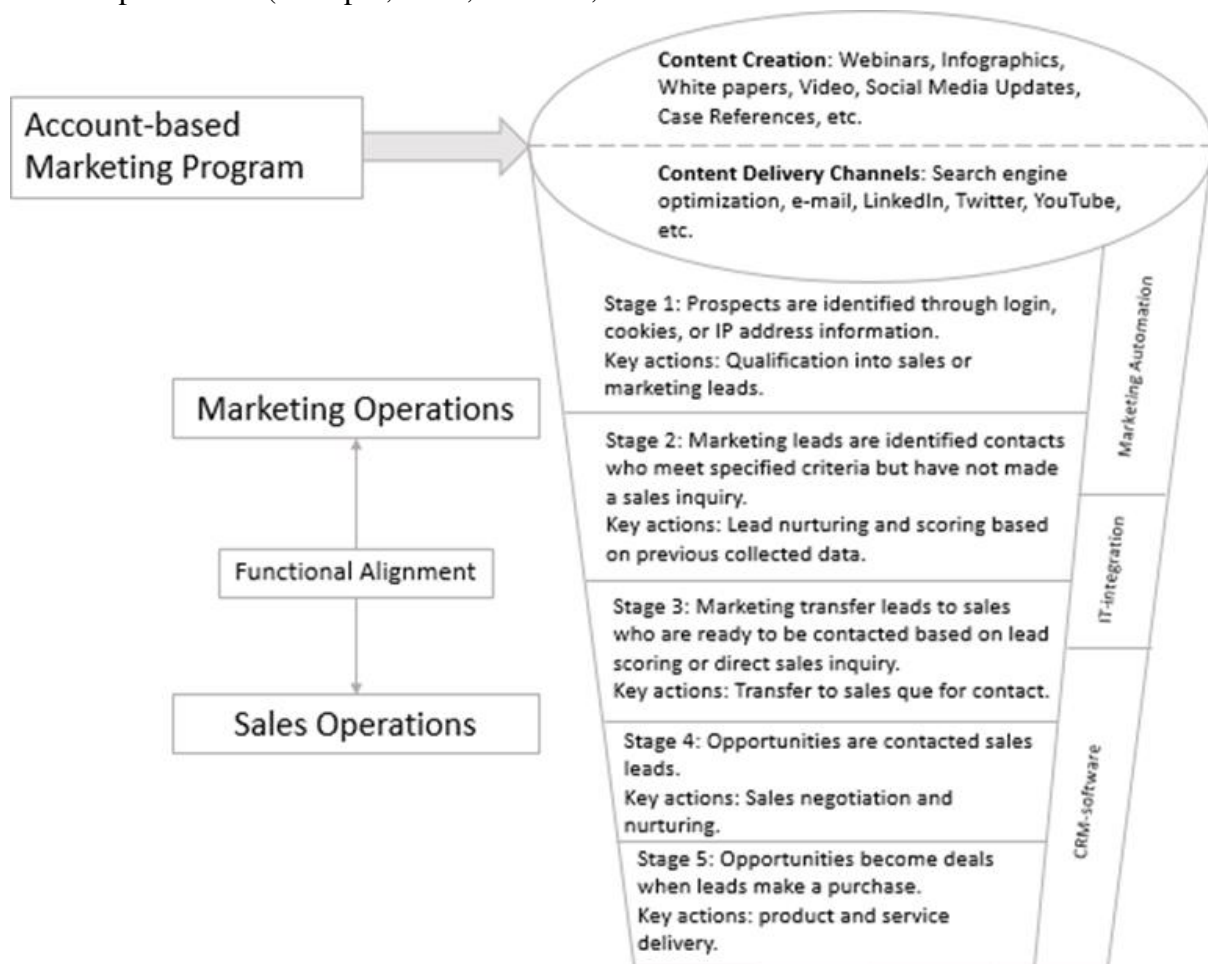 Content Creation: Webinars, Infographics,
White papers, Video, Social Media Updates,
Case References, etc.
Account-based
Marketing Program
Content Delivery Channels: Search engine
optimization, e-mail, LinkedIn, Twitter, YouTube,
etc.
Stage 1: Prospects are identified through login,
cookies, or IP address information.
Key actions: Qualification into sales or
marketing leads.
Marketing Automation
Marketing Operations
Stage 2: Marketing leads are identified contacts
who meet specified criteria but have not made
a sales inquiry.
Key actions: Lead nurturing and scoring based
on previous collected data.
IT-integration
Functional Alignment
Stage 3: Marketing transfer leads to sales
who are ready to be contacted based on lead
scoring or direct sales inquiry.
Key actions: Transfer to sales que for contact.
Sales Operations
Stage 4: Opportunities are contacted sales
leads.
Key actions: Sales negotiation and
nurturing.
CRM-software
Stage 5: Opportunities become deals
when leads make a purchase.
Key actions: product and service
delivery.